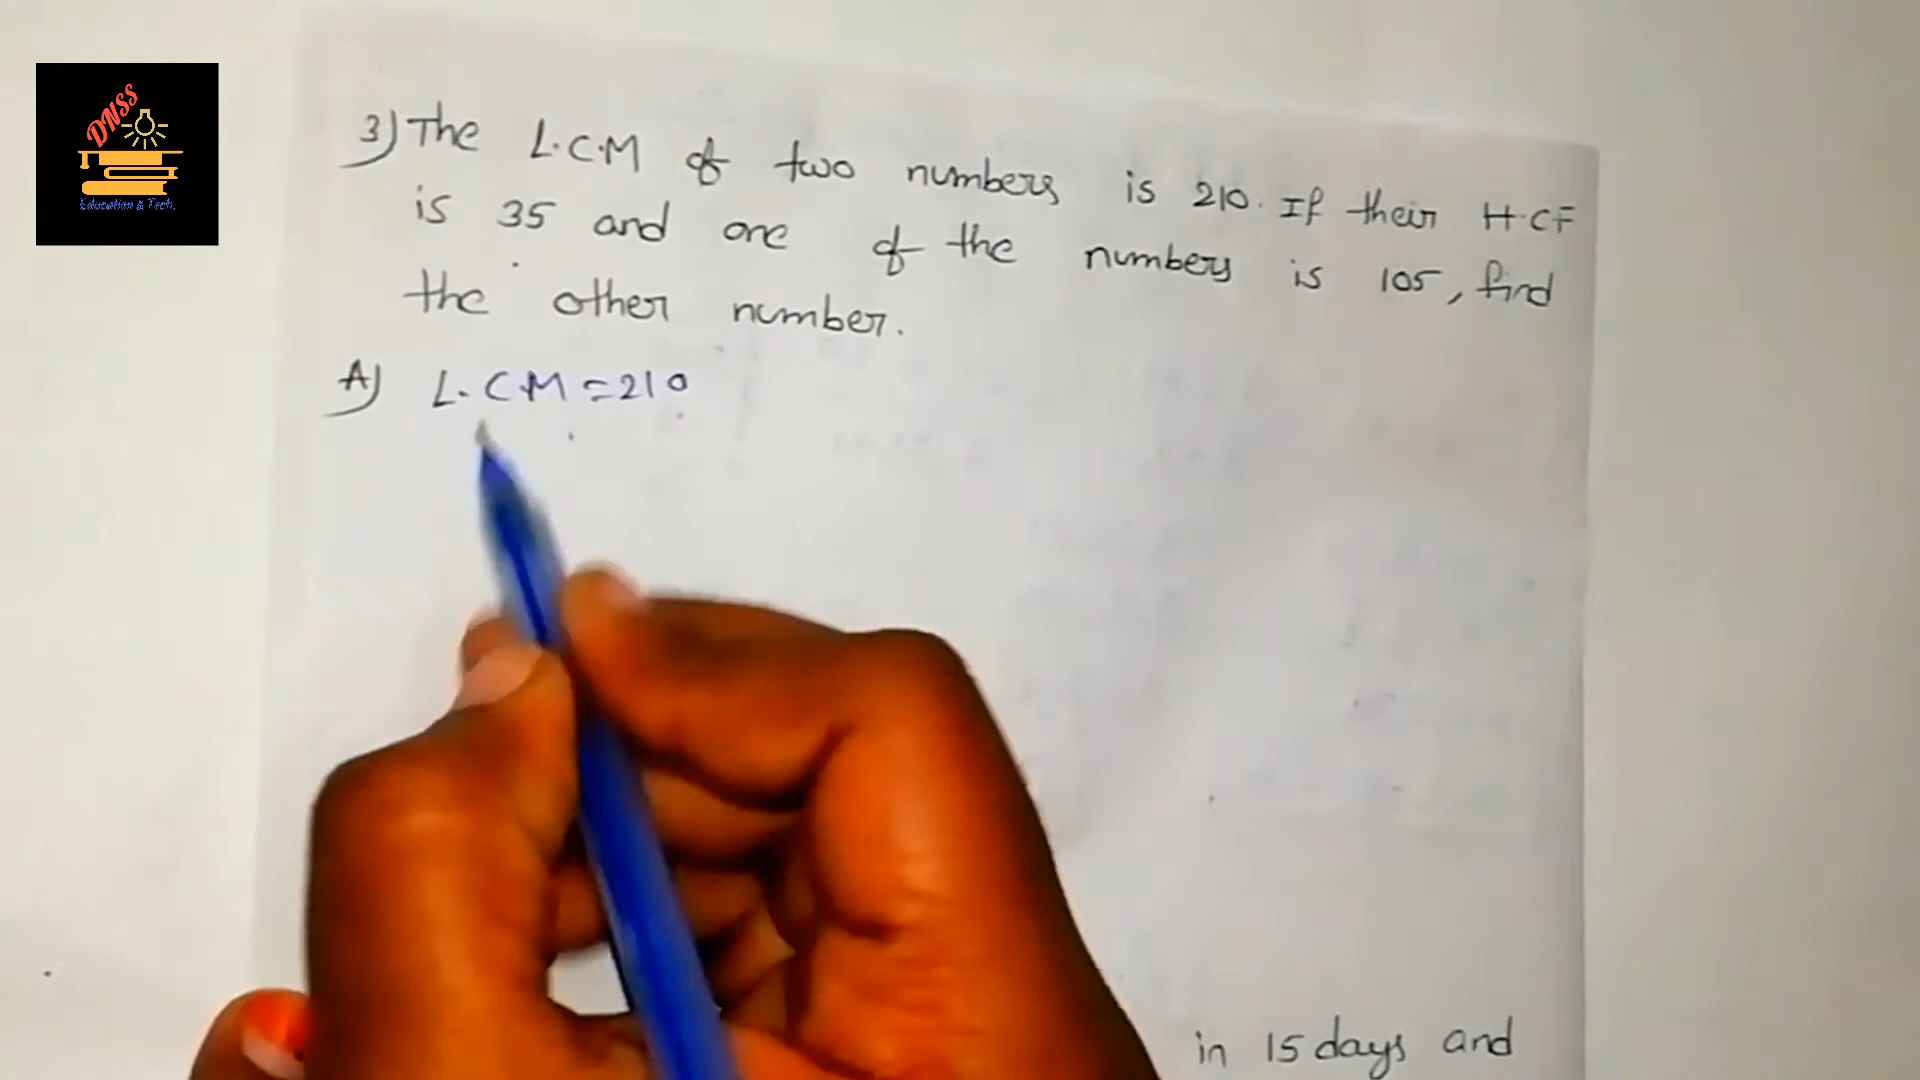 DNSS
Education & Tech.
3) The L.C.M of two numbers is 210. If their H.CF
is 35 and one of the numbers is 105, find
the other number.
A) L.C.M = 210
in 15 days and